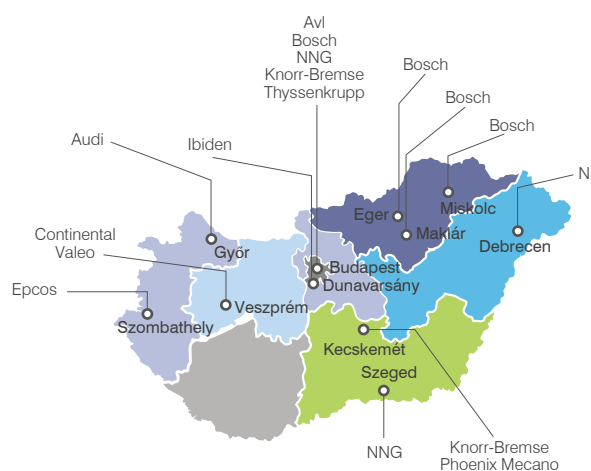 Avl
Bosch
NNG
Knorr-Bremse
Thyssenkrupp
Bosch
Bosch
Bosch
Audi
Ibiden
N
Miskolc
Eger
Maklár
Debrecen
Continental
Valeo
Győr
Budapest
Dunavarsány
Epcos
Veszprém
Szombathely
Kecskemét
Szeged
NNG
Knorr-Bremse
Phoenix Mecano